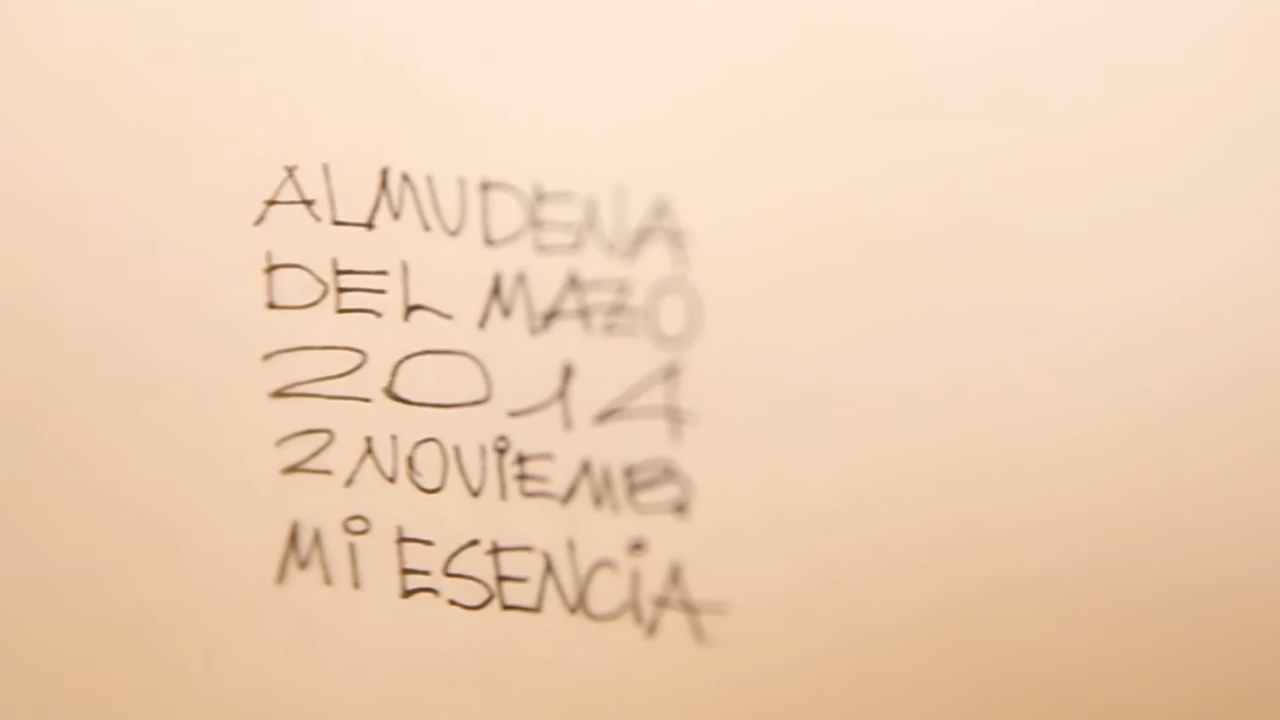 ALMUDENA
DEL MAZO
2014
2 NOViEMB
Mi ESENCiA